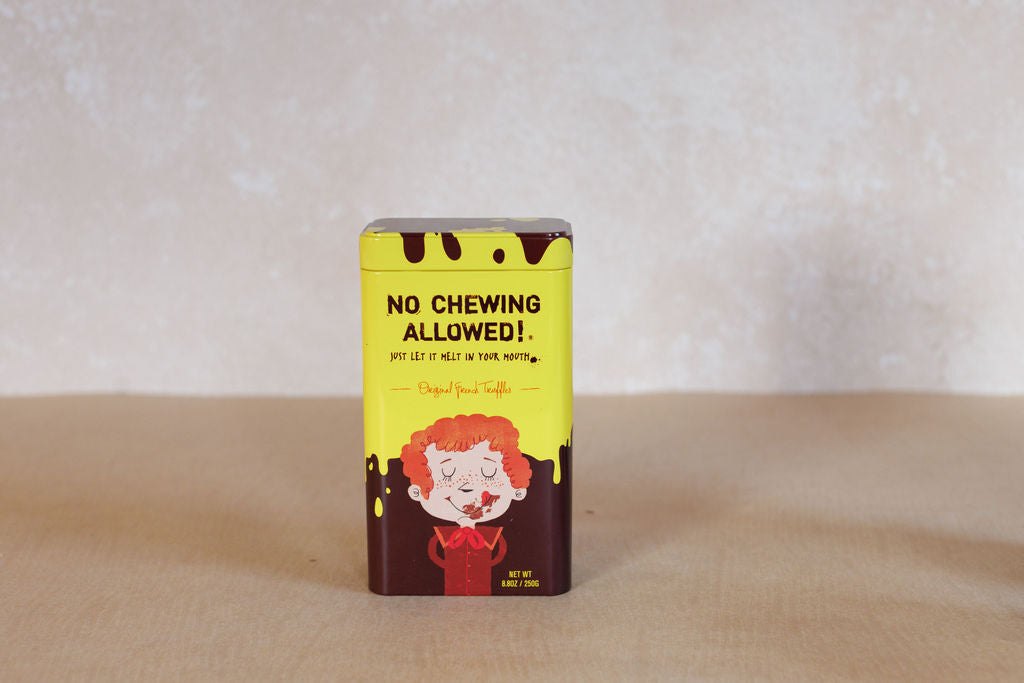 NO CHEWING
ALLOWED!®
JUST LET IT MELT IN YOUR MOUTH
Original French Truffles
NET WT
8.8OZ / 250G